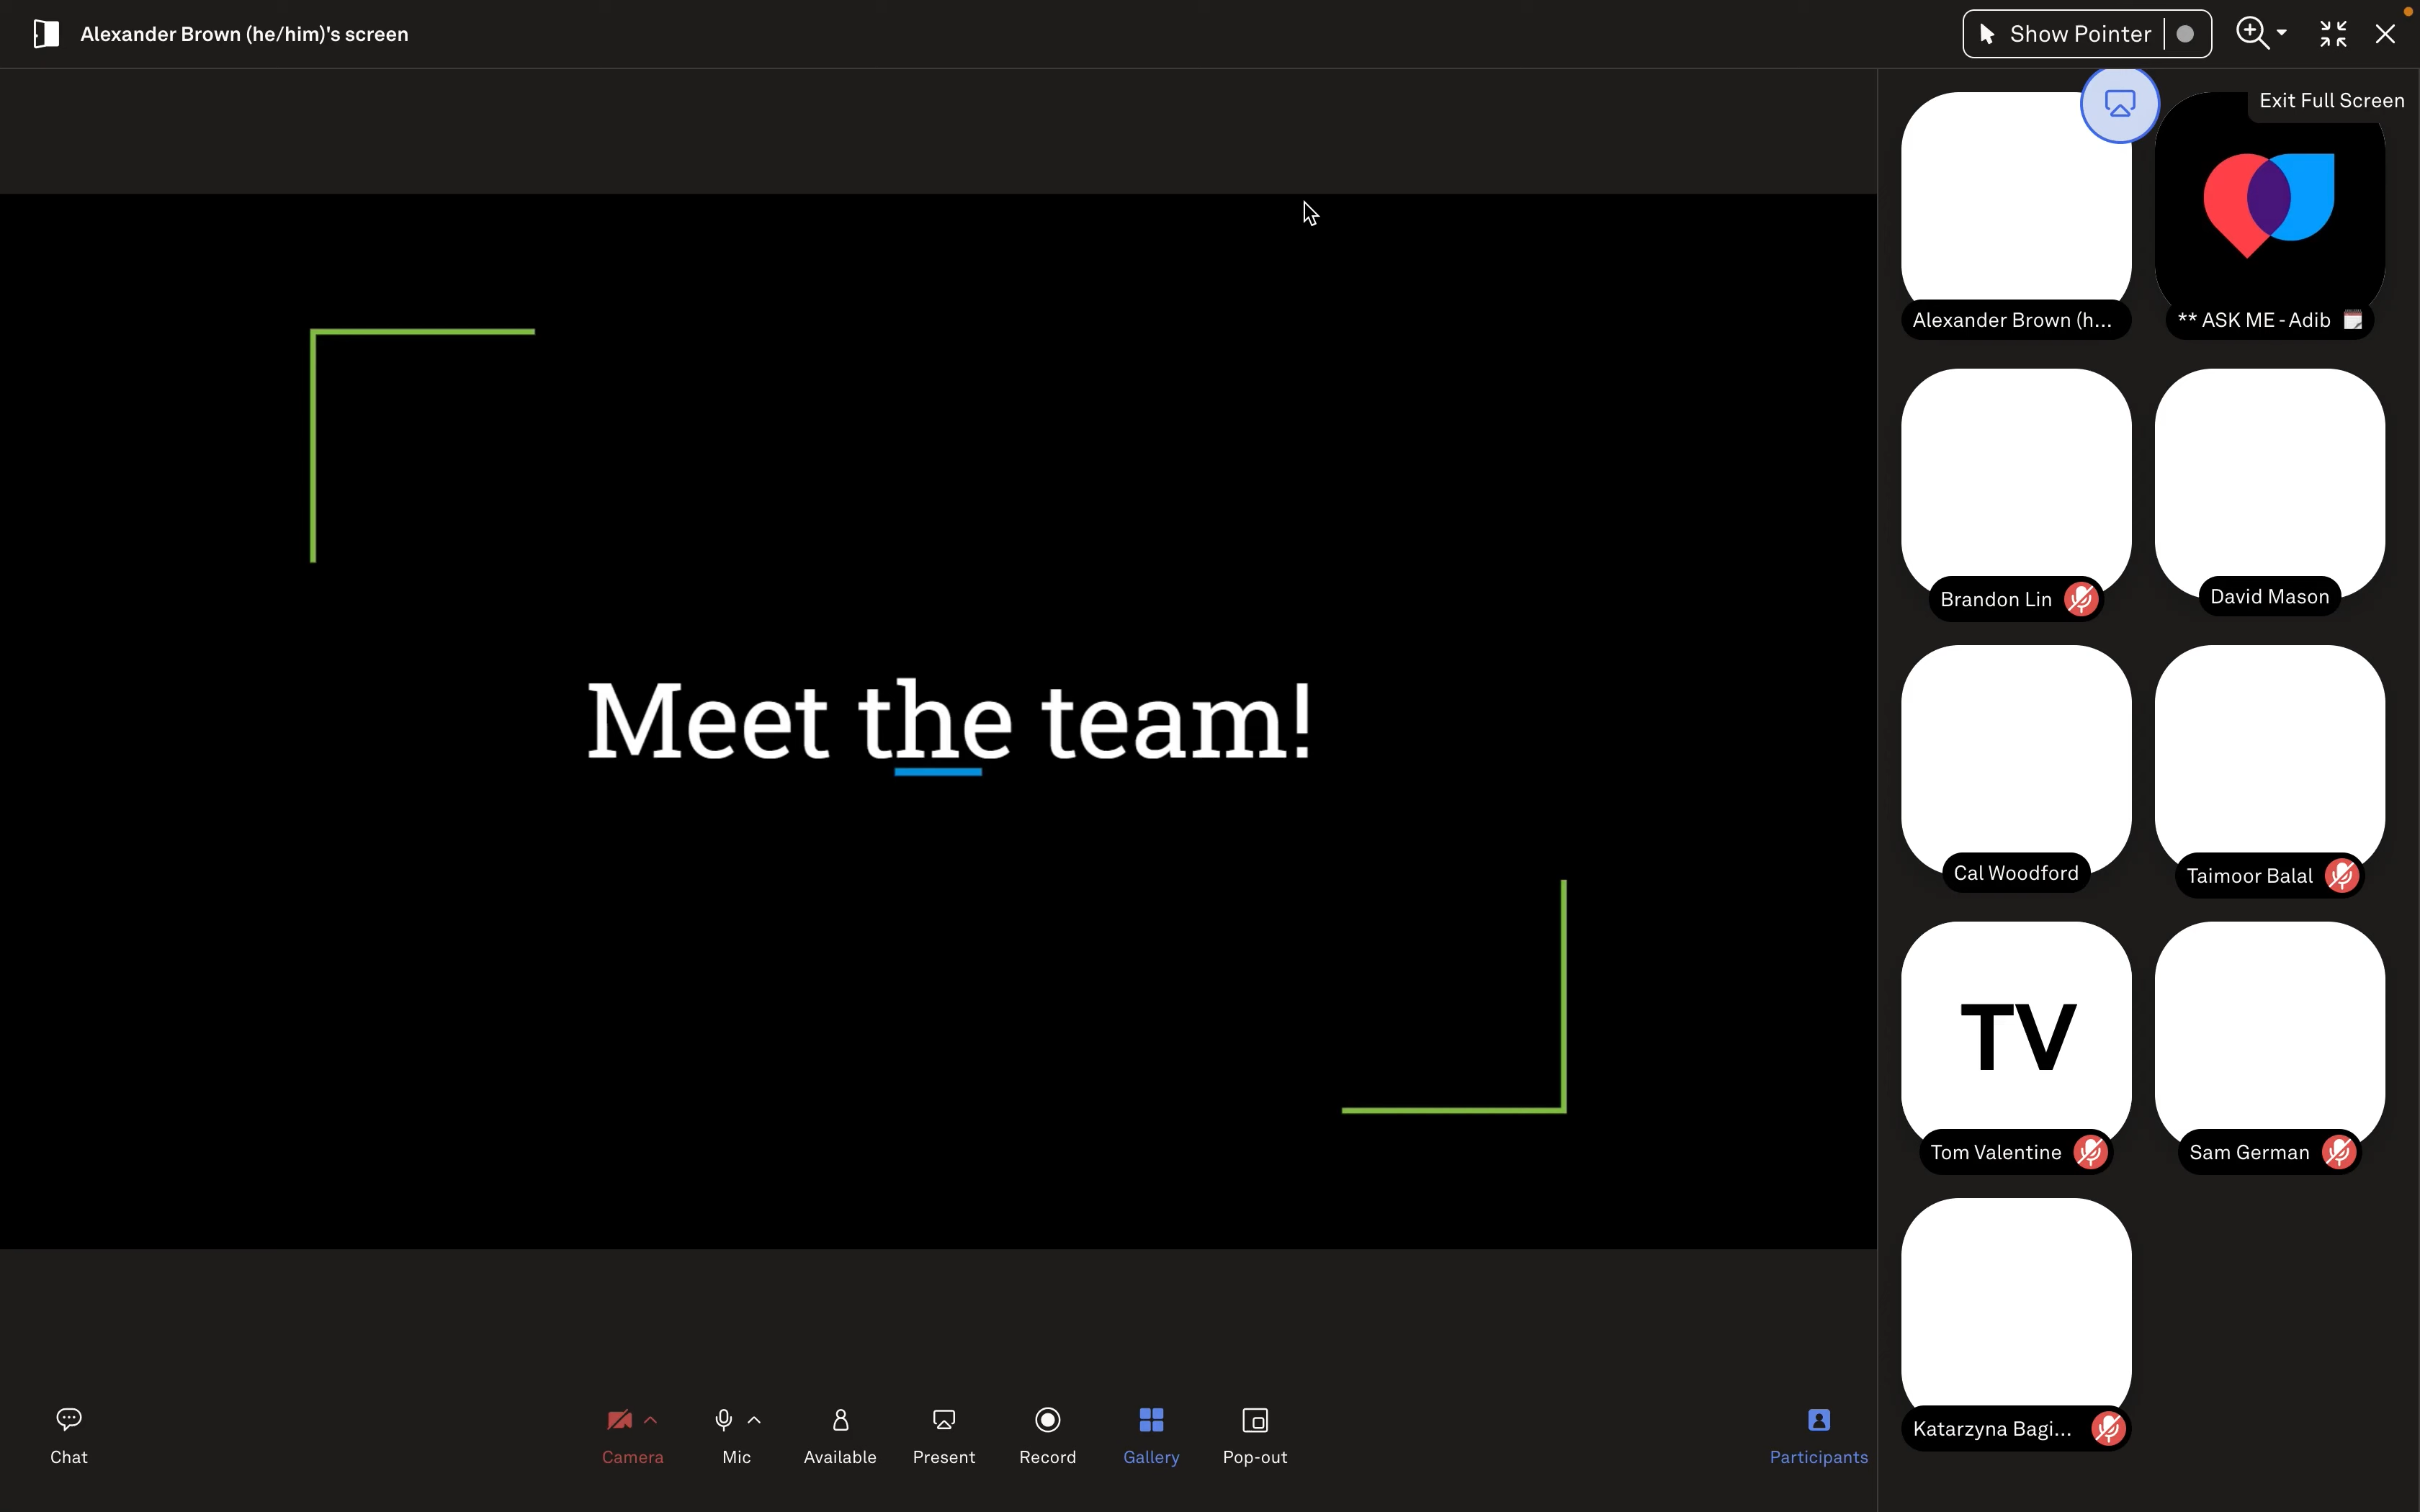 Alexander Brown (he/him)'s screen
Show Pointer
Exit Full Screen
Alexander Brown (h...
** ASK ME - Adib
Brandon Lin
David Mason
Meet the team!
Cal Woodford
Taimoor Balal
TV
Tom Valentine
Sam German
Katarzyna Bagi...
Chat
Camera
Mic
Available
Present
Record
Gallery
Pop-out
Participants